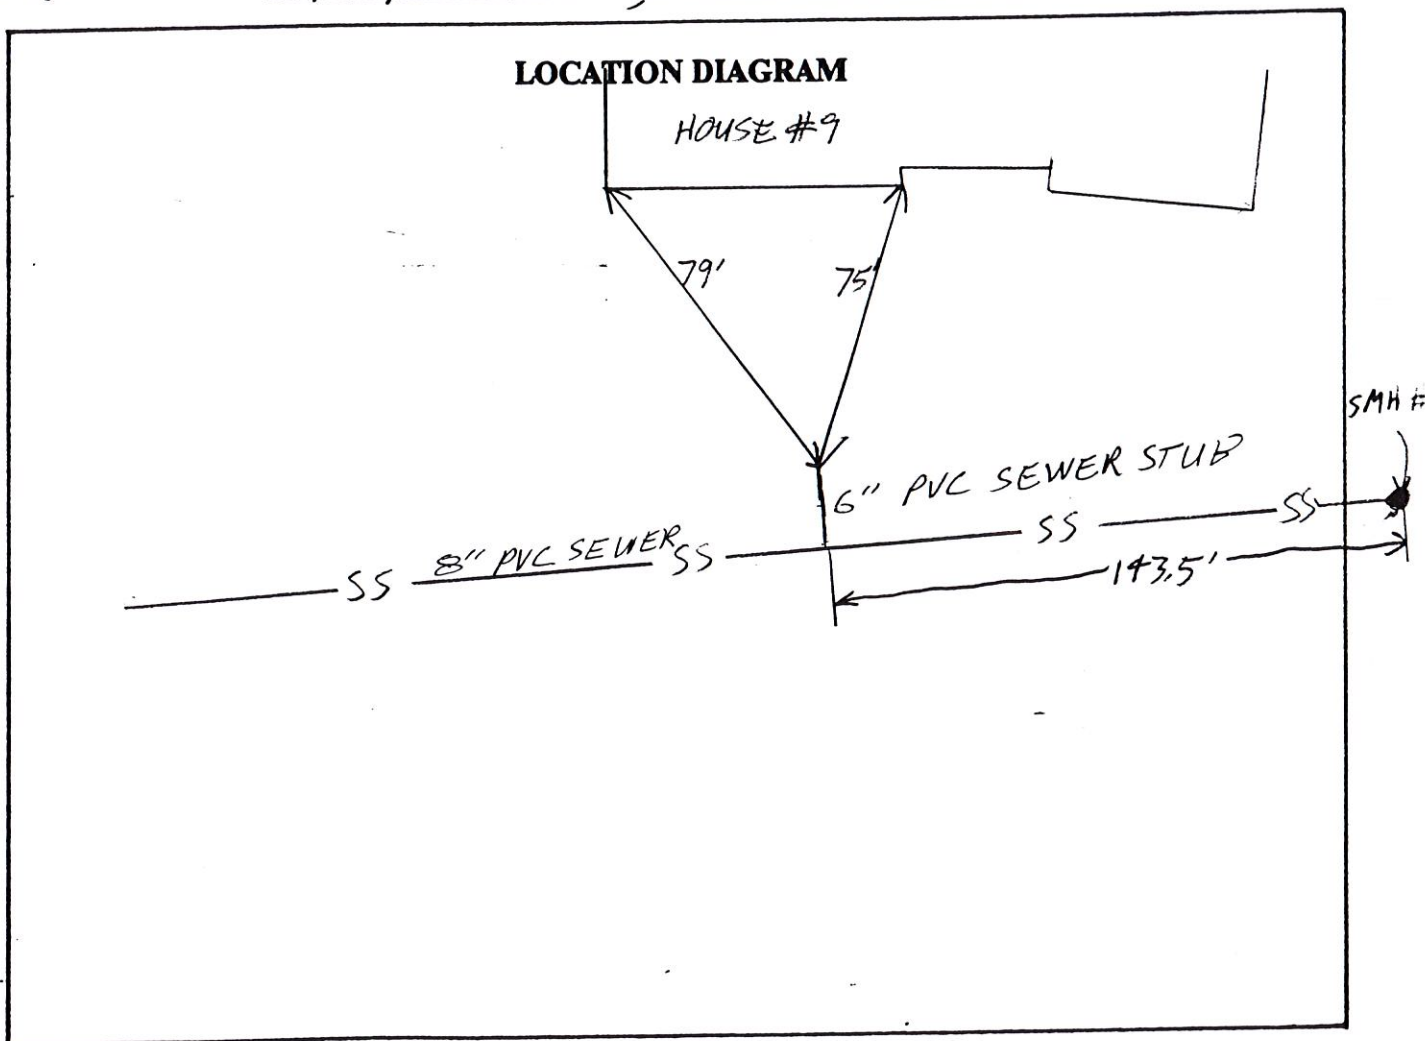 LOCATION DIAGRAM
HOUSE #9
79'
75'
SMH #
6" PVC SEWER STUB
8" PVC SEWER
SS
SS
SS
SS
143.5'